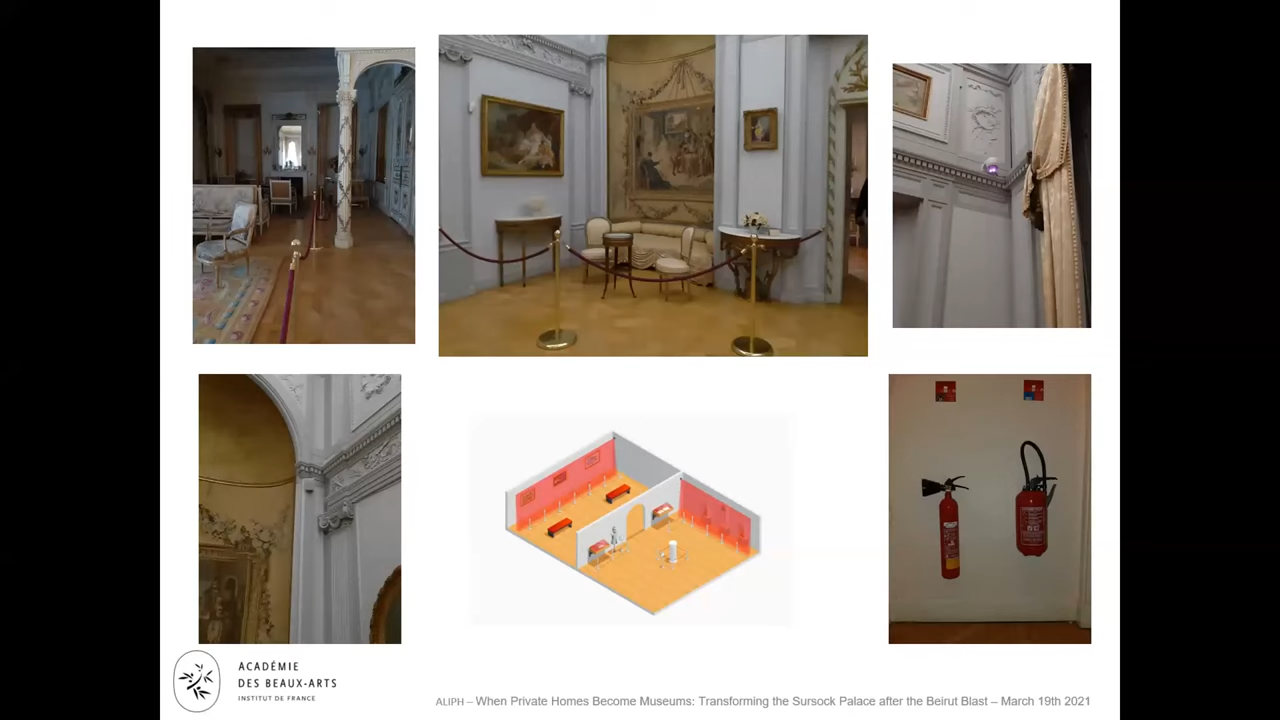 ACADÉMIE
DES BEAUX-ARTS
INSTITUT DE FRANCE
ALIPH – When Private Homes Become Museums: Transforming the Sursock Palace after the Beirut Blast – March 19th 2021